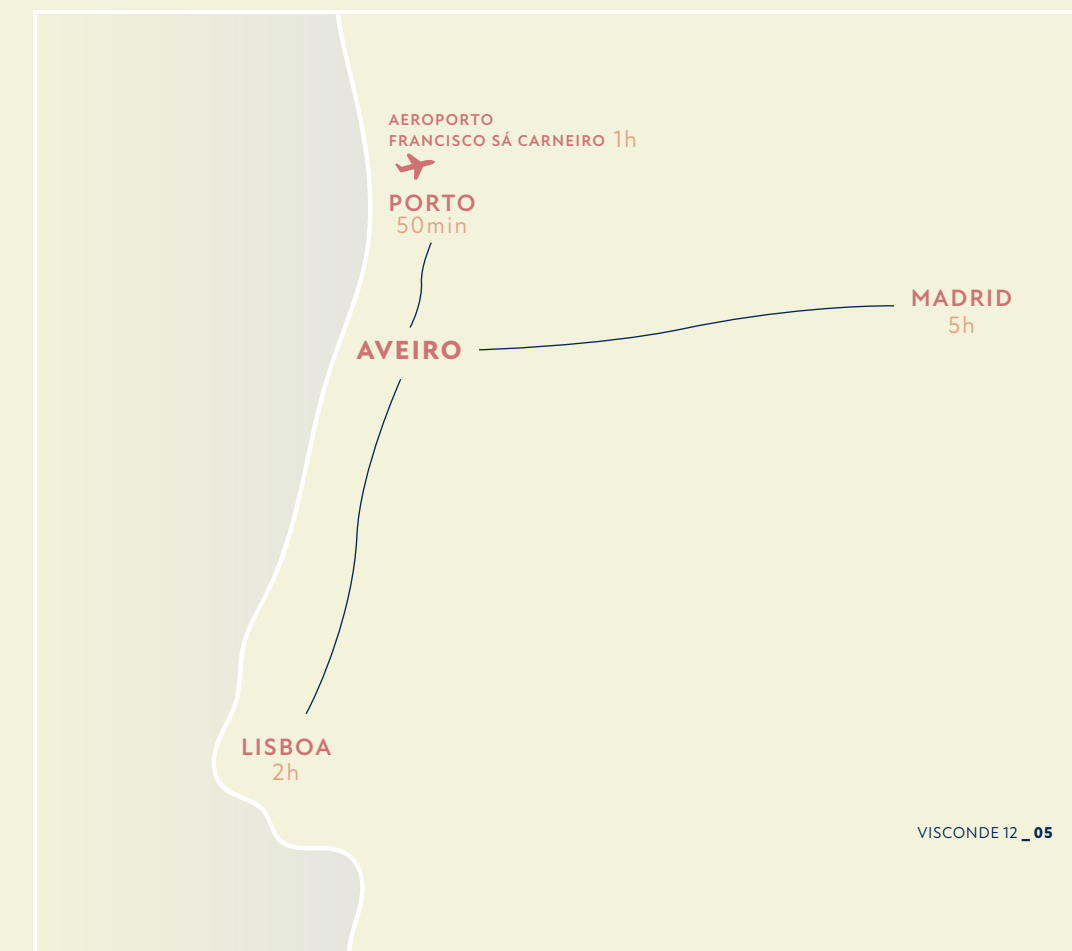 AEROPORTO
FRANCISCO SÁ CARNEIRO 1h
PORTO
50min
MADRID
5h
AVEIRO
LISBOA
2h
VISCONDE 12 _ 05